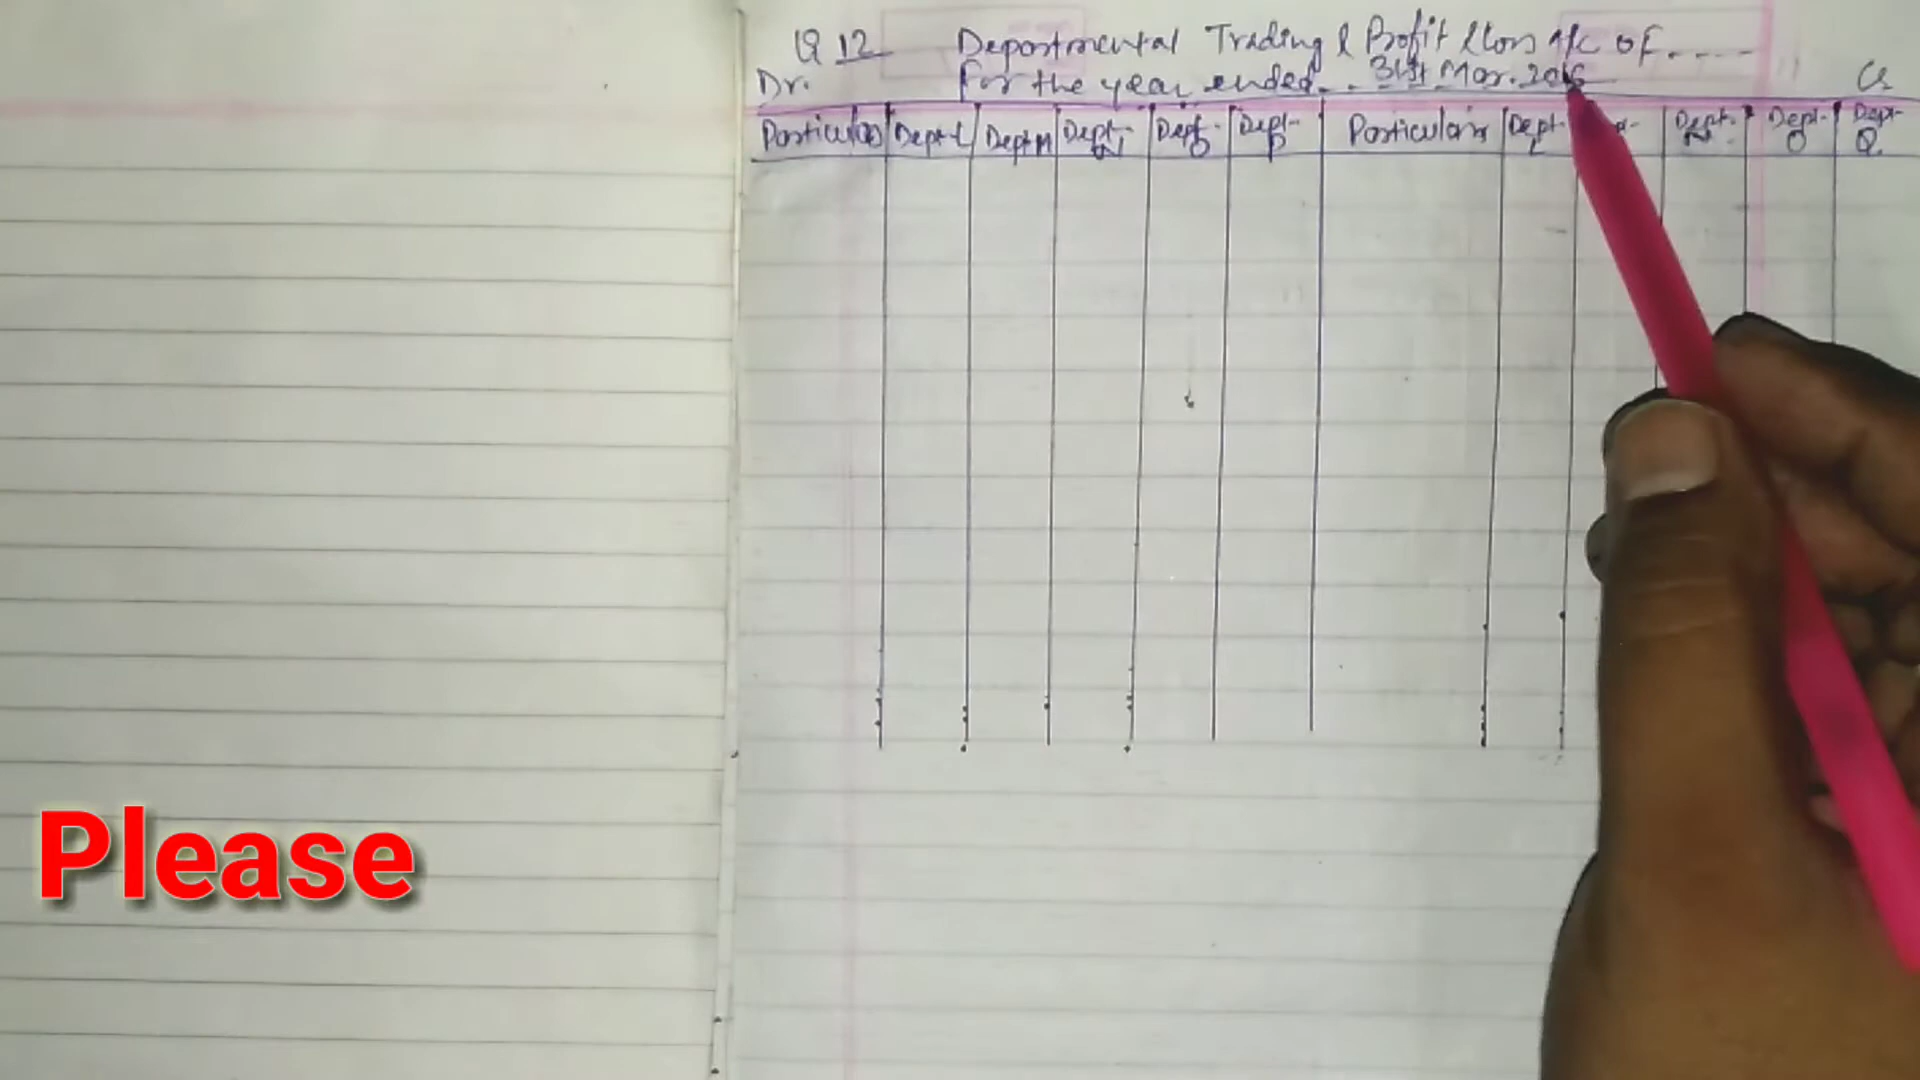 Q 12 Departmental Trading & Profit & Loss A/c of.....
Dr. For the year ended... 31st Mar. 2016 Cr
Particulars Dept-L Dept-M Dept-N Dept-O Dept-P Particulars Dept-L Dept-N Dept-O Dept-Q
Please